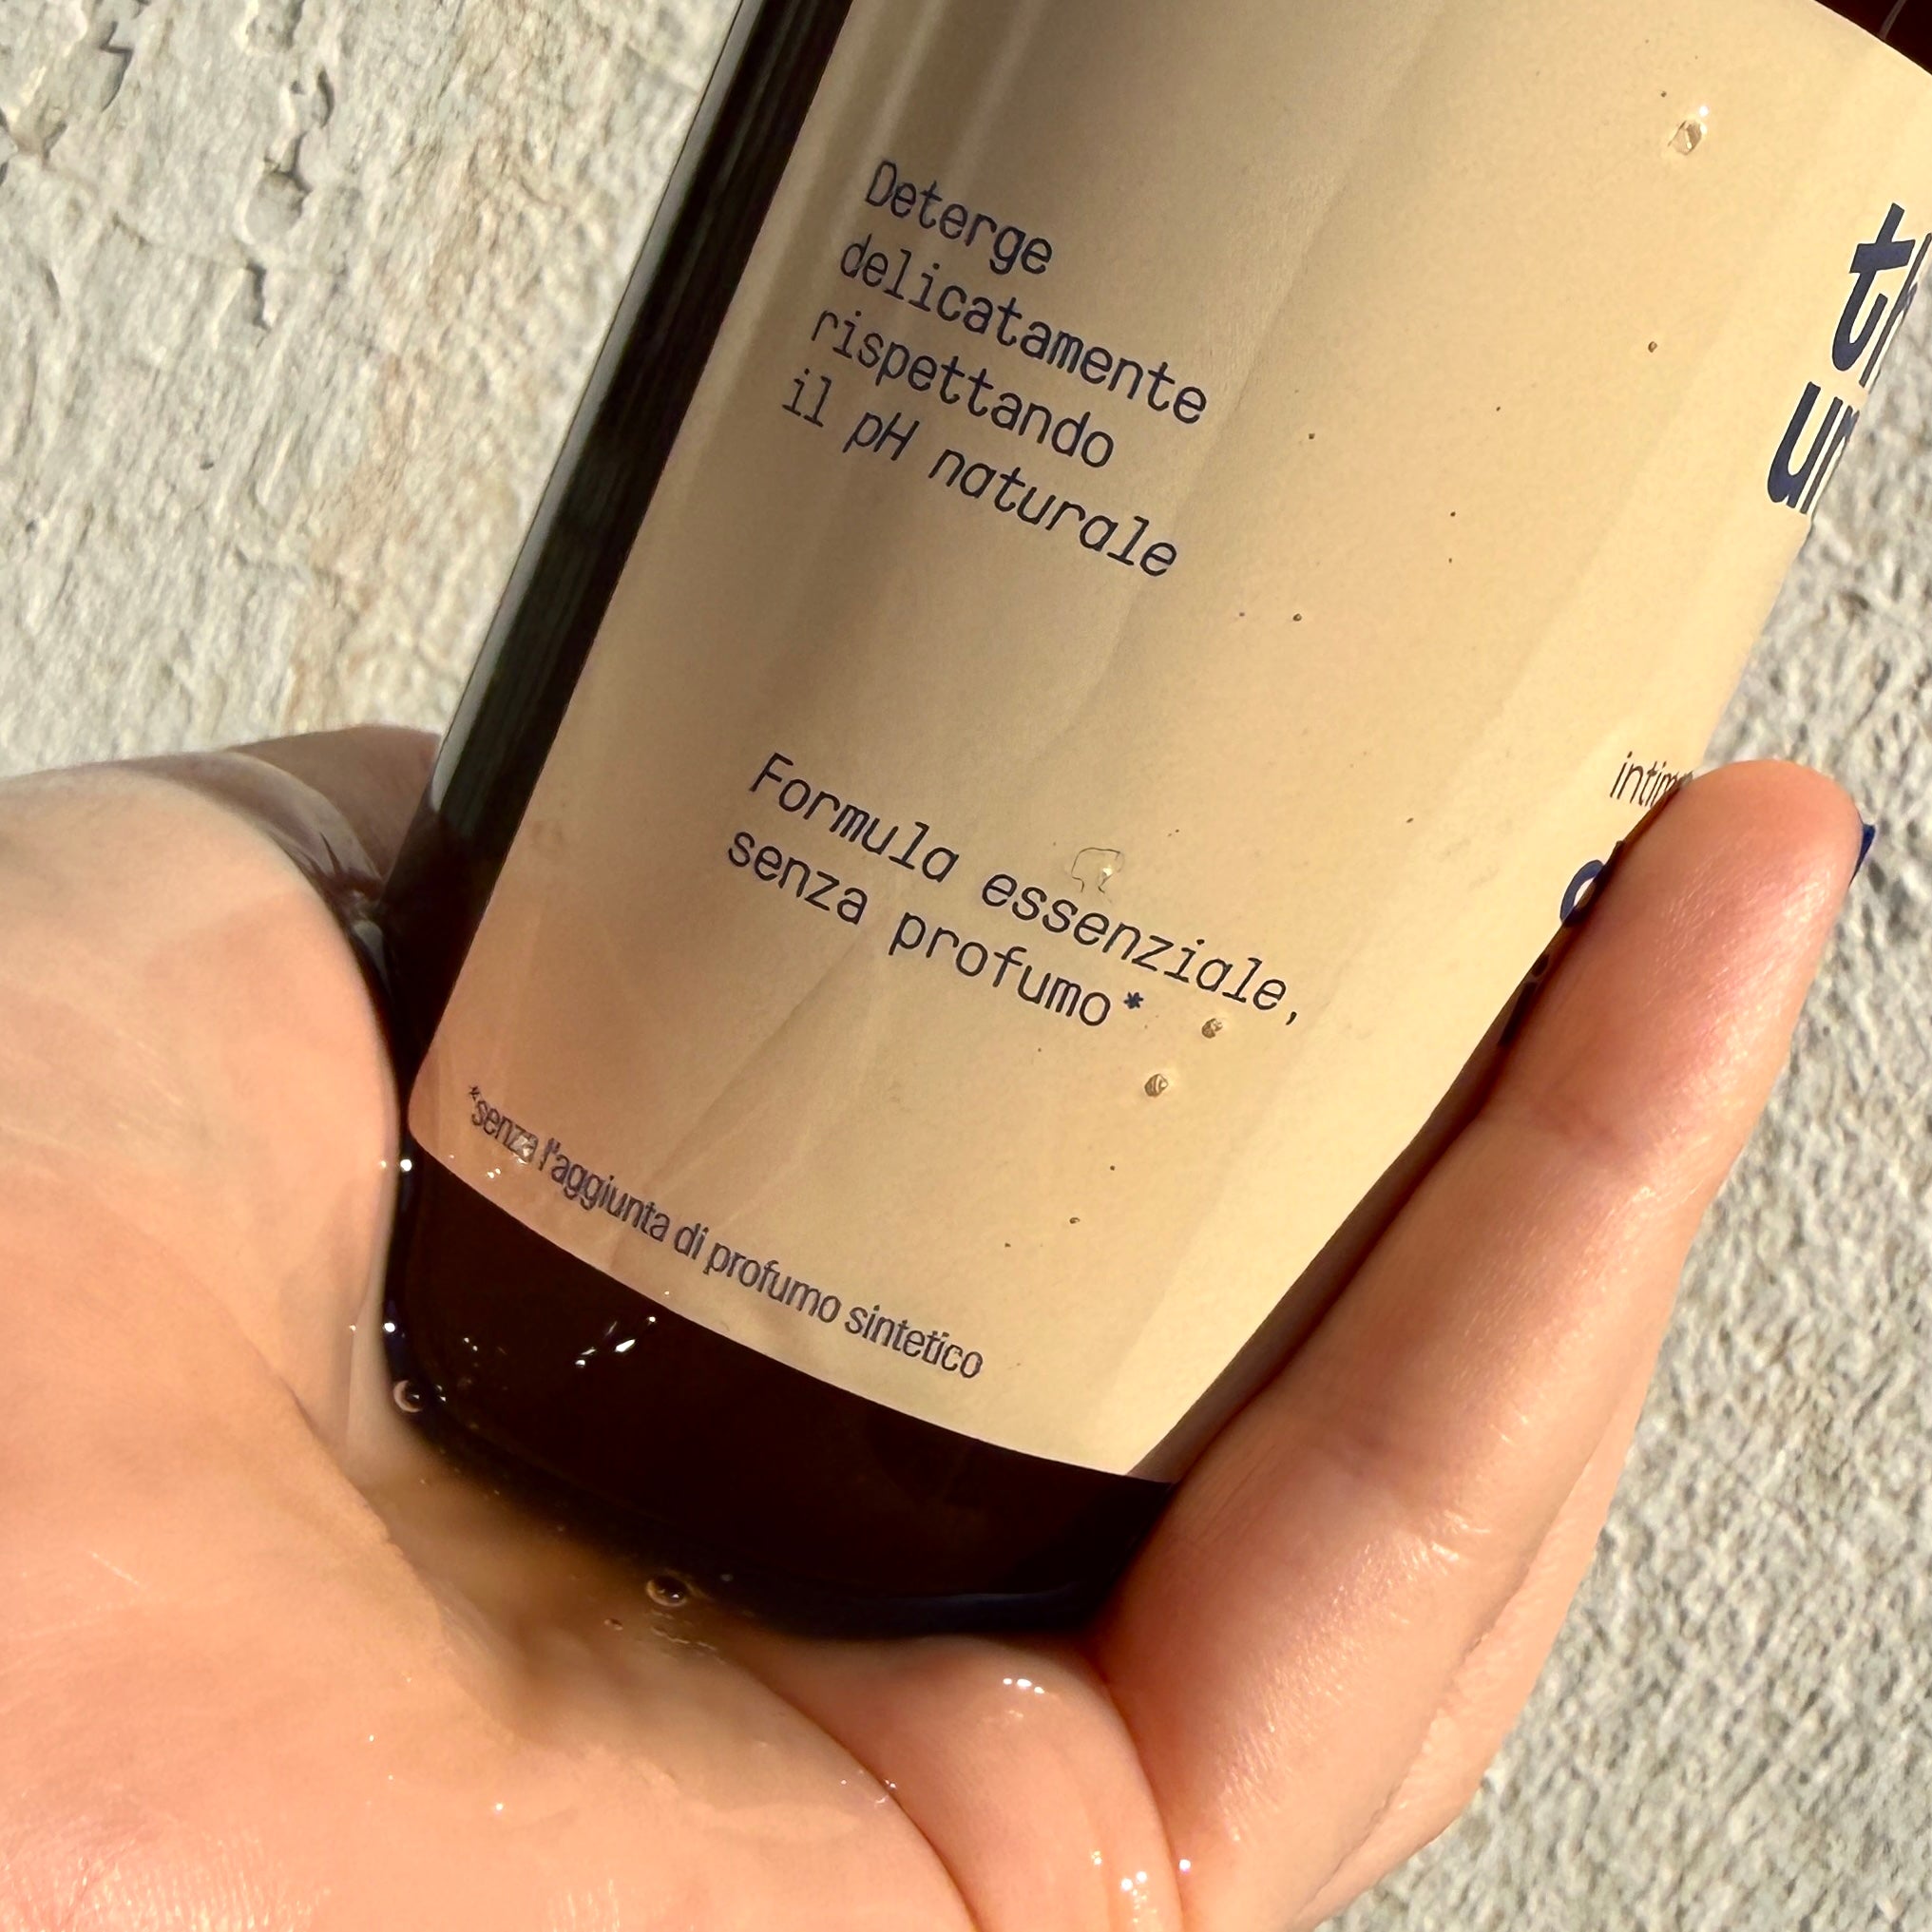 Deterge
delicatamente
rispettando
il pH naturale
Formula essenziale,
senza profumo*
*senza l'aggiunta di profumo sintetico